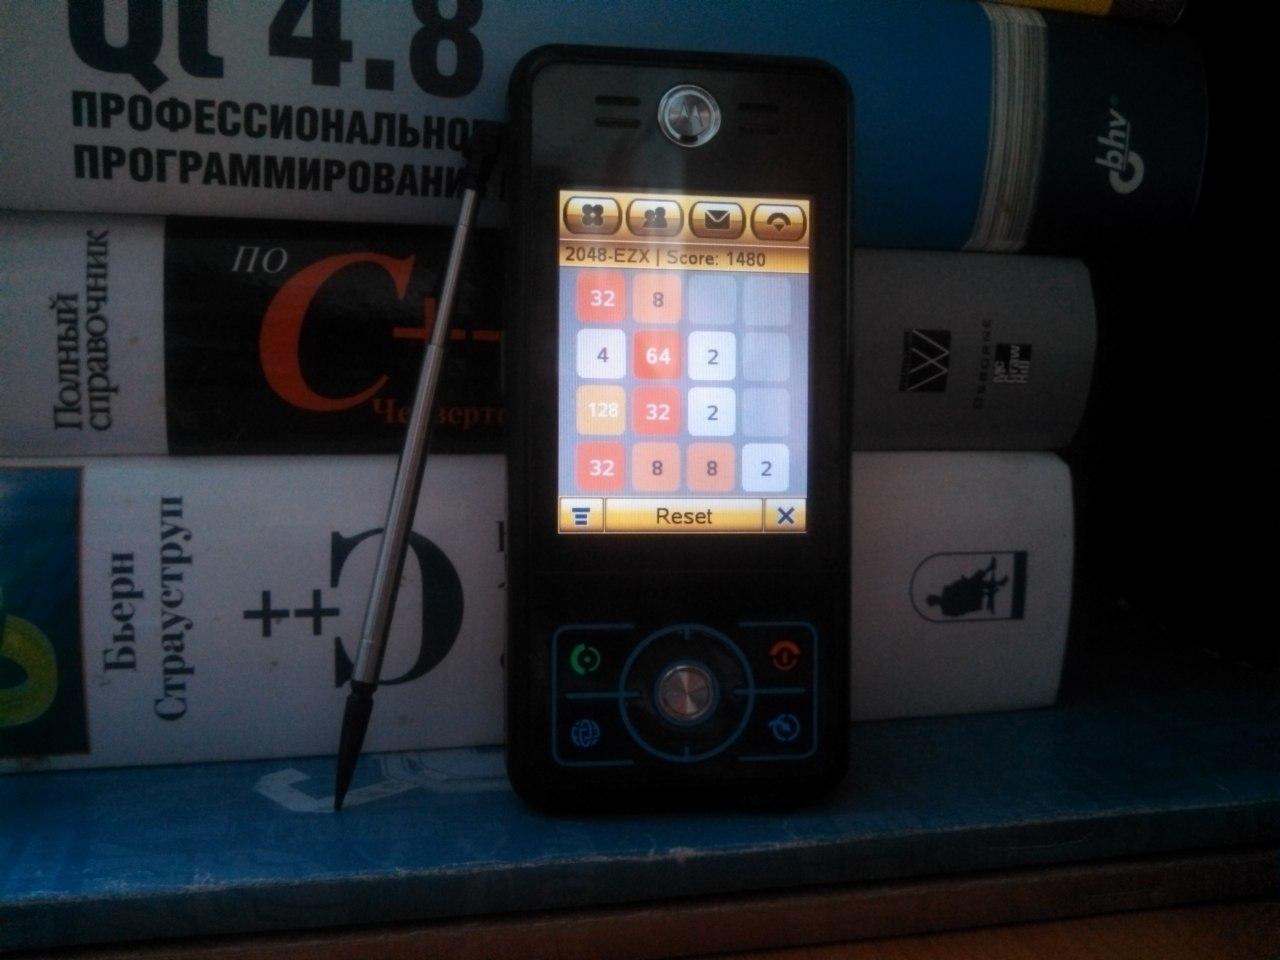 Qt 4.8
ПРОФЕССИОНАЛЬНО
ПРОГРАММИРОВАНИ
bhv
Полный
справочник
ПО
C++
Четверто
OSBORNE
Бьерн
Страуструп
C++
2048-EZX | Score: 1480
32 8
4 64 2
128 32 2
32 8 8 2
Reset